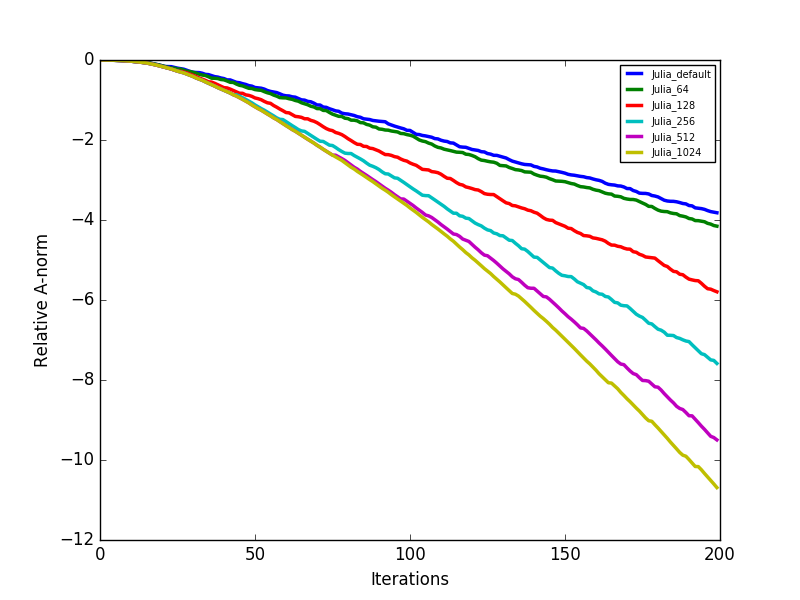 0
−2
−4
−6
−8
−10
−12
Relative A-norm
Julia_default
Julia_64
Julia_128
Julia_256
Julia_512
Julia_1024
0 50 100 150 200
Iterations